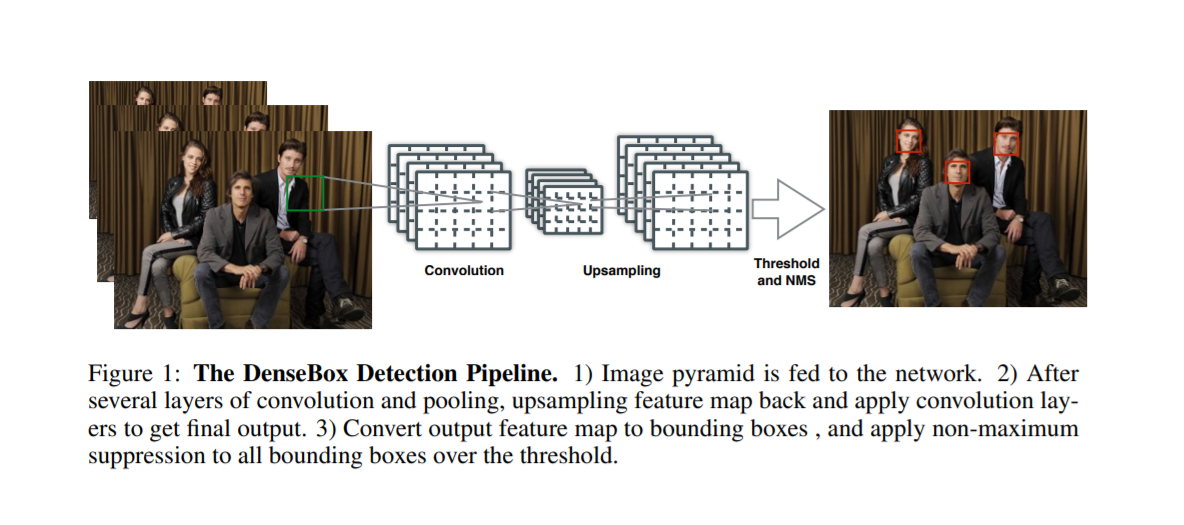 Convolution
Upsampling
Threshold
and NMS
Figure 1: The DenseBox Detection Pipeline. 1) Image pyramid is fed to the network. 2) After
several layers of convolution and pooling, upsampling feature map back and apply convolution lay-
ers to get final output. 3) Convert output feature map to bounding boxes , and apply non-maximum
suppression to all bounding boxes over the threshold.